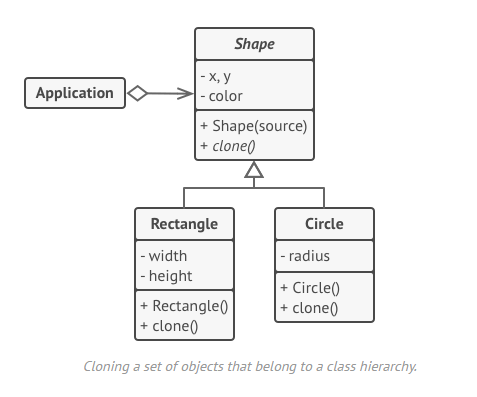 Shape
- x, y
- color
+ Shape(source)
+ clone()
Application
Rectangle
- width
- height
+ Rectangle()
+ clone()
Circle
- radius
+ Circle()
+ clone()
Cloning a set of objects that belong to a class hierarchy.